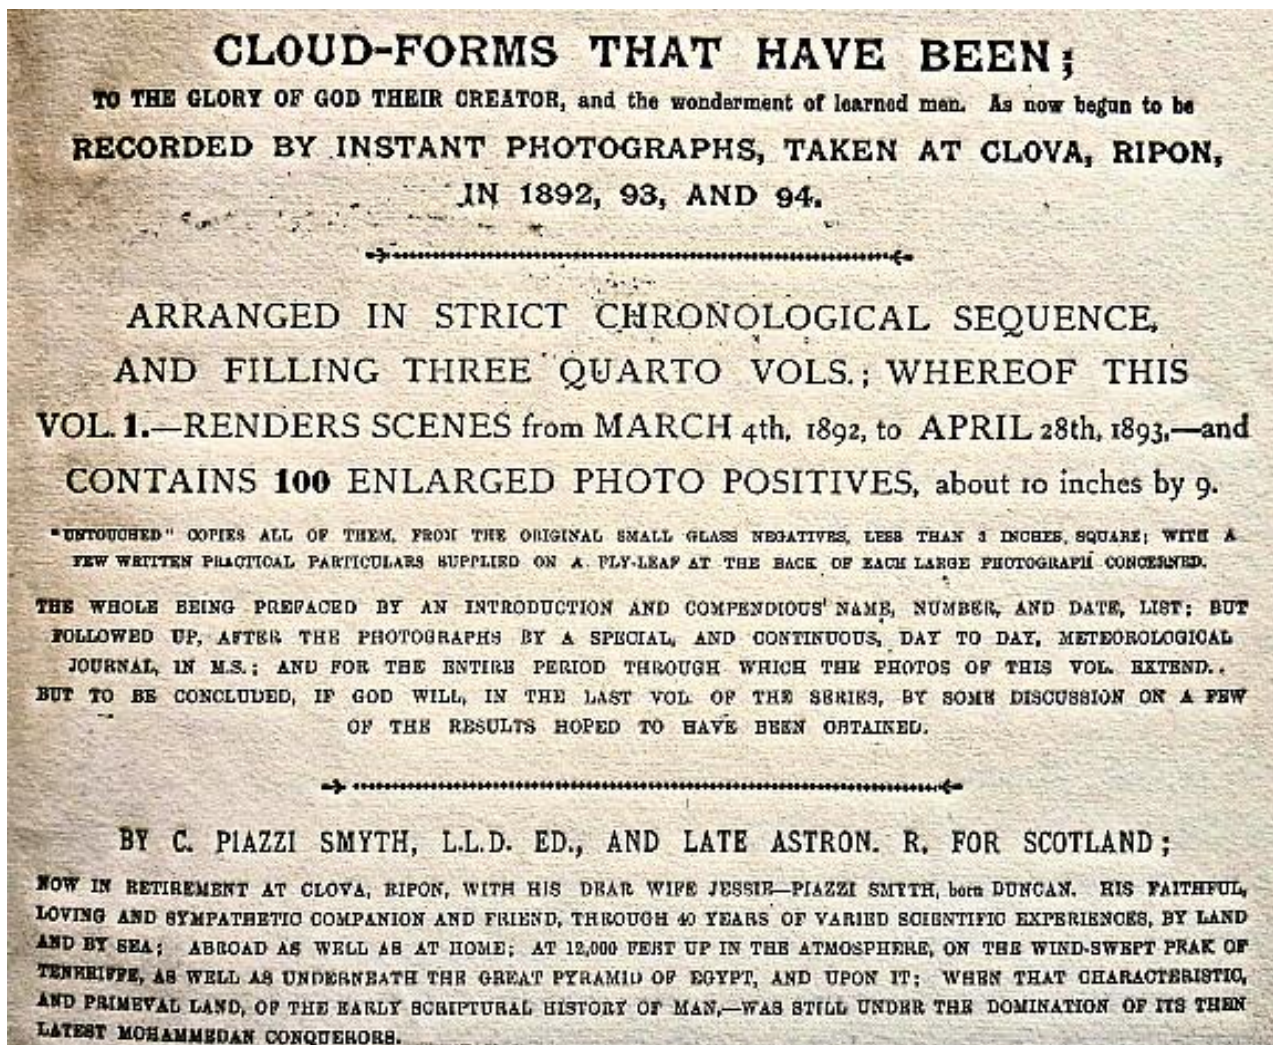 CLOUD-FORMS THAT HAVE BEEN;
TO THE GLORY OF GOD THEIR CREATOR, and the wonderment of learned men. As now begun to be
RECORDED BY INSTANT PHOTOGRAPHS, TAKEN AT CLOVA, RIPON,
IN 1892, 93, AND 94.
ARRANGED IN STRICT CHRONOLOGICAL SEQUENCE,
AND FILLING THREE QUARTO VOLS.; WHEREOF THIS
VOL. 1.—RENDERS SCENES from MARCH 4th, 1892, to APRIL 28th, 1893,—and
CONTAINS 100 ENLARGED PHOTO POSITIVES, about 10 inches by 9.
"UNTOUCHED" COPIES ALL OF THEM, FROM THE ORIGINAL SMALL GLASS NEGATIVES, LESS THAN 3 INCHES, SQUARE; WITH A
FEW WRITTEN PRACTICAL PARTICULARS SUPPLIED ON A FLY-LEAF AT THE BACK OF EACH LARGE PHOTOGRAPH CONCERNED.
THE WHOLE BEING PREFACED BY AN INTRODUCTION AND COMPENDIOUS NAME, NUMBER, AND DATE, LIST; BUT
FOLLOWED UP, AFTER THE PHOTOGRAPHS BY A SPECIAL, AND CONTINUOUS, DAY TO DAY, METEOROLOGICAL
JOURNAL, IN M.S.; AND FOR THE ENTIRE PERIOD THROUGH WHICH THE PHOTOS OF THIS VOL. EXTEND..
BUT TO BE CONCLUDED, IF GOD WILL, IN THE LAST VOL. OF THE SERIES, BY SOME DISCUSSION ON A FEW
OF THE RESULTS HOPED TO HAVE BEEN OBTAINED.
BY C. PIAZZI SMYTH, L.L.D. ED., AND LATE ASTRON. R. FOR SCOTLAND;
NOW IN RETIREMENT AT CLOVA, RIPON, WITH HIS DEAR WIFE JESSIE—PIAZZI SMYTH, born DUNCAN. HIS FAITHFUL,
LOVING AND SYMPATHETIC COMPANION AND FRIEND, THROUGH 40 YEARS OF VARIED SCIENTIFIC EXPERIENCES, BY LAND
AND BY SEA; ABROAD AS WELL AS AT HOME; AT 12,000 FEET UP IN THE ATMOSPHERE, ON THE WIND-SWEPT PEAK OF
TENERIFFE, AS WELL AS UNDERNEATH THE GREAT PYRAMID OF EGYPT, AND UPON IT; WHEN THAT CHARACTERISTIC,
AND PRIMEVAL LAND, OF THE EARLY SCRIPTURAL HISTORY OF MAN,—WAS STILL UNDER THE DOMINATION OF ITS THEN
LATEST MOHAMMEDAN CONQUERORS.